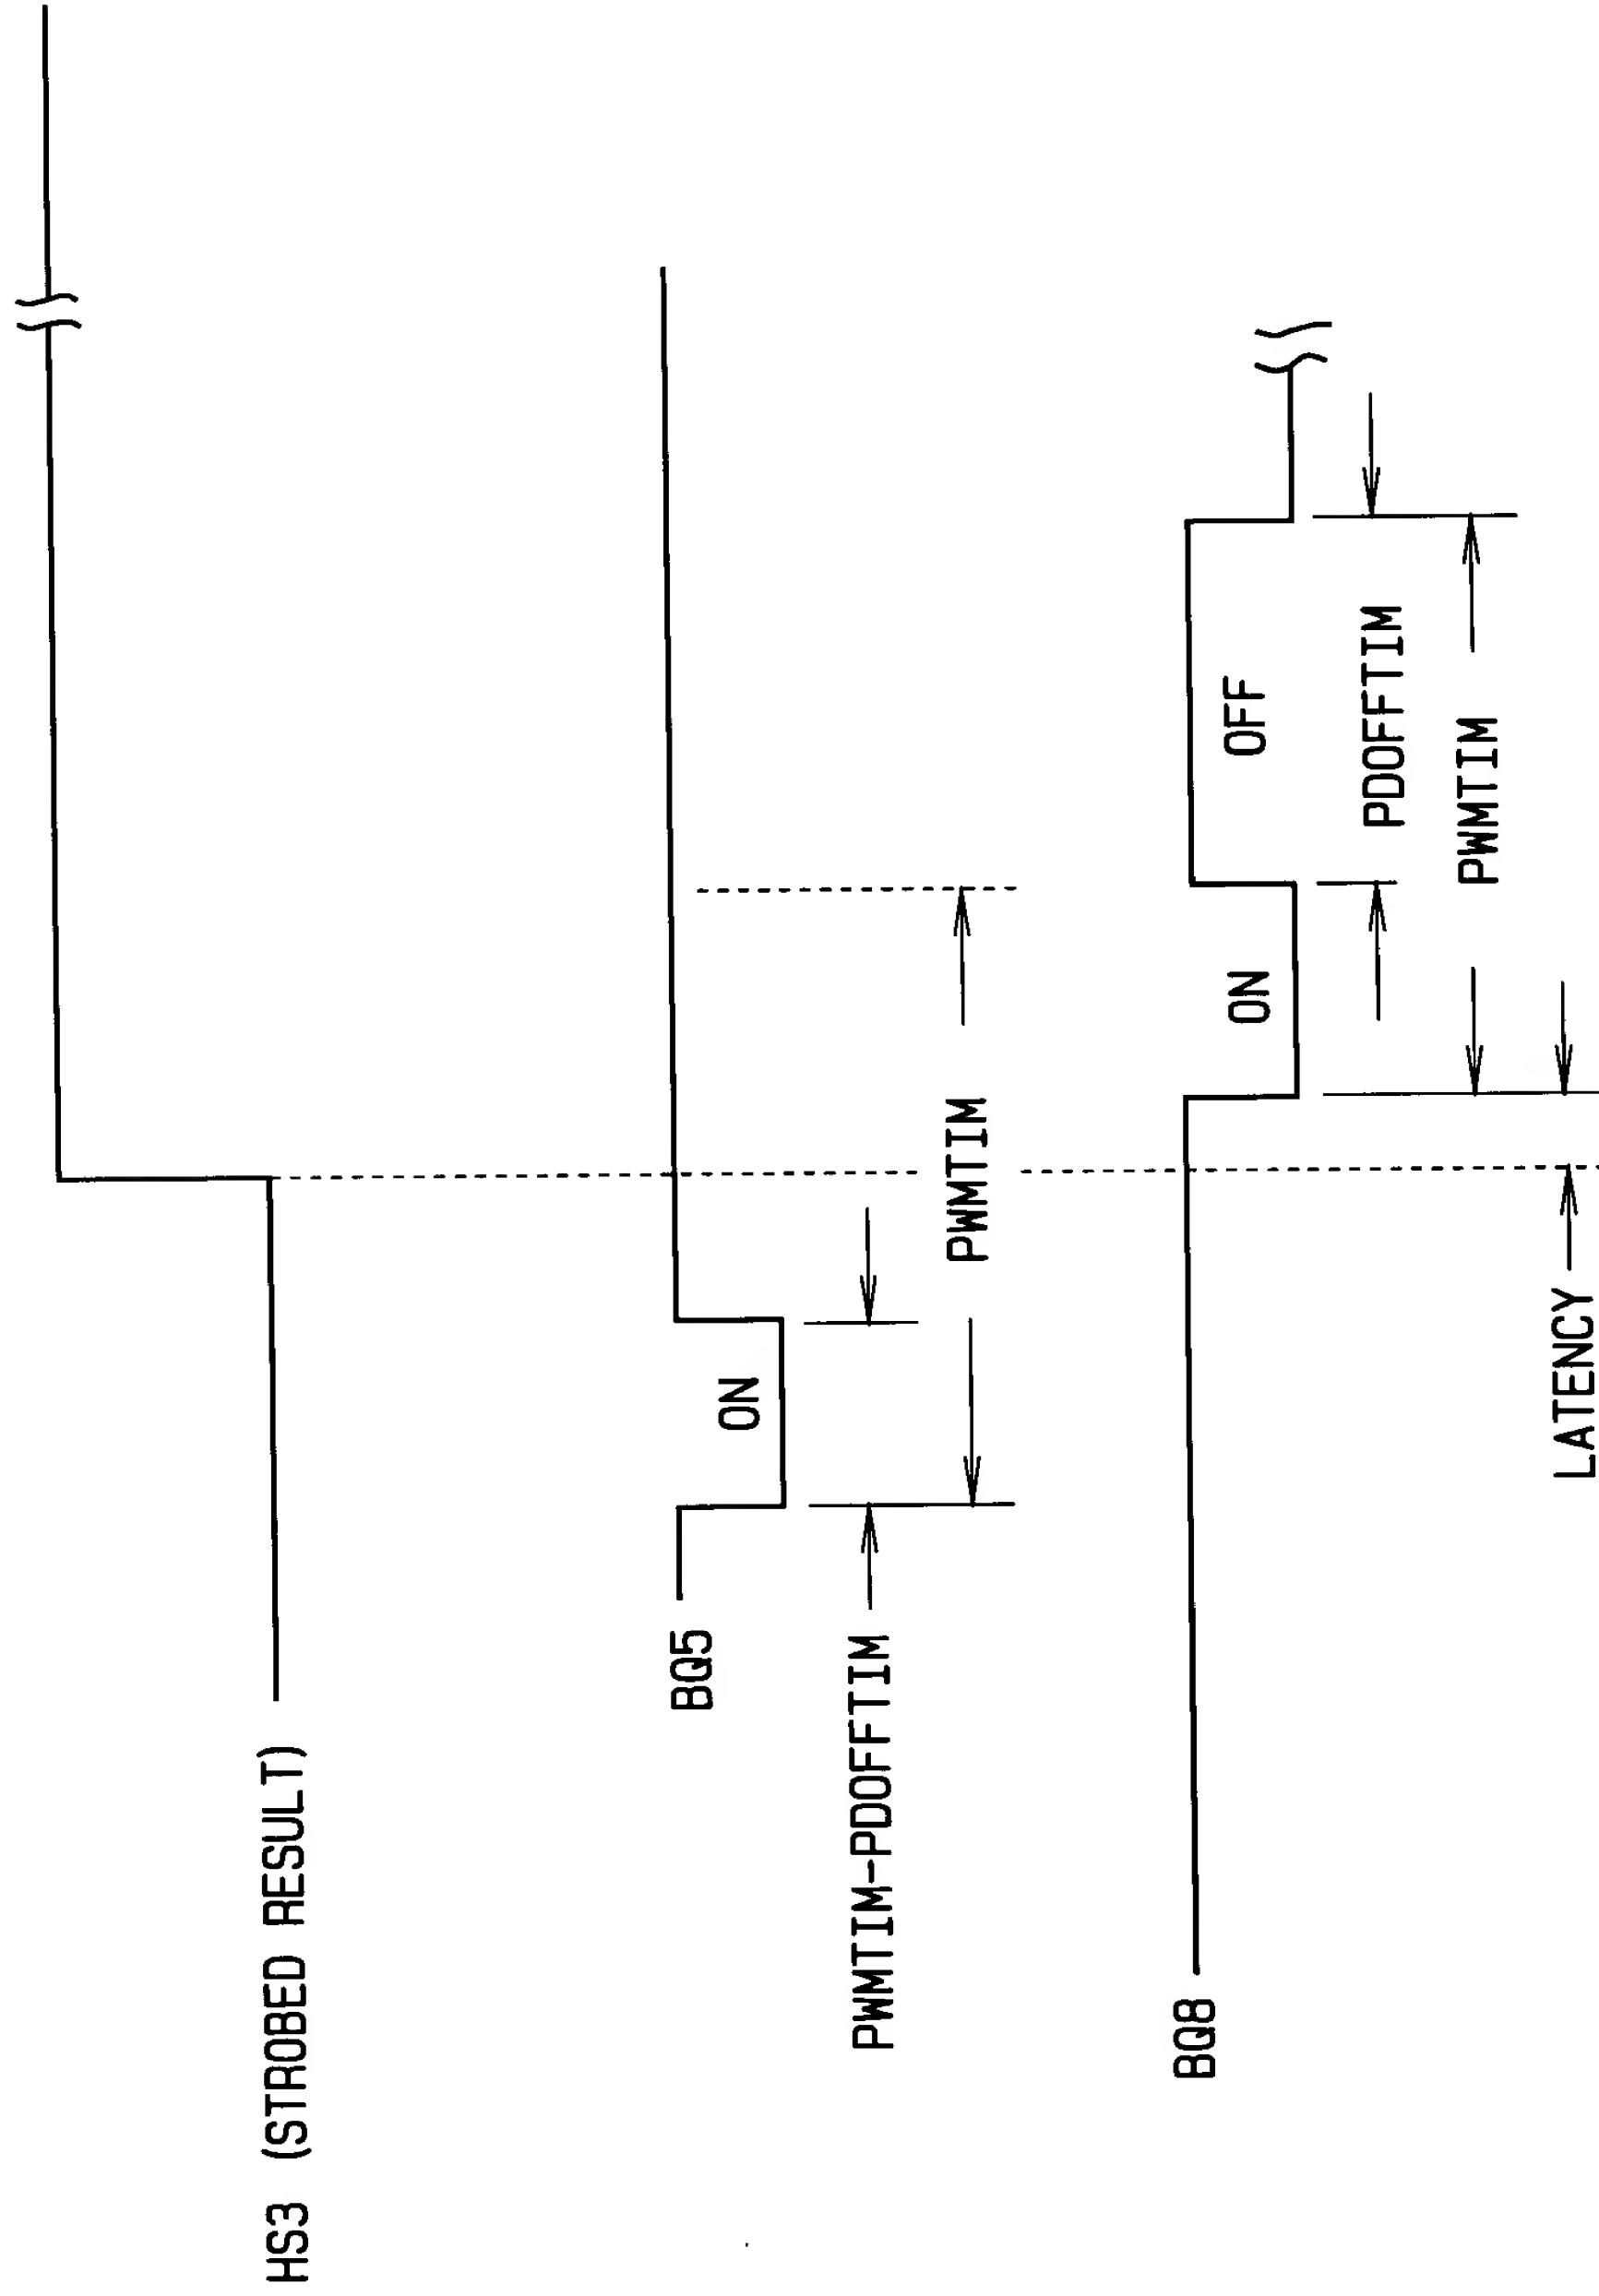 HS3 (STROBED RESULT)
BQ5
ON
PWMTIM-PDOFFTIM
PWMTIM
BQ8
ON
OFF
PDOFFTIM
PWMTIM
LATENCY